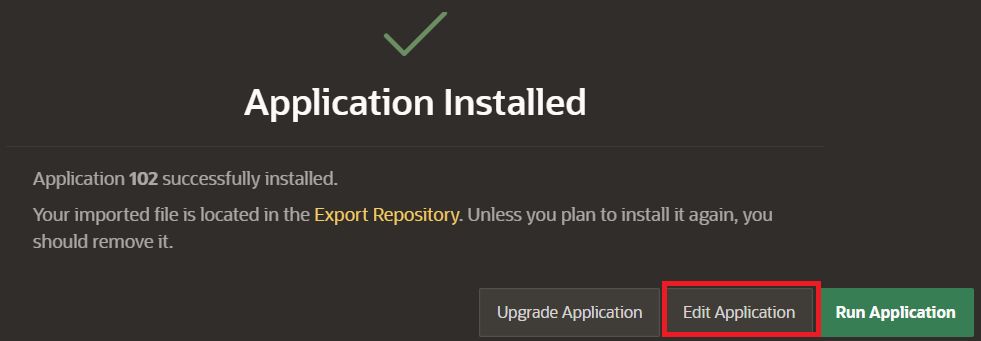 Application Installed
Application 102 successfully installed.
Your imported file is located in the Export Repository. Unless you plan to install it again, you
should remove it.
Upgrade Application
Edit Application
Run Application